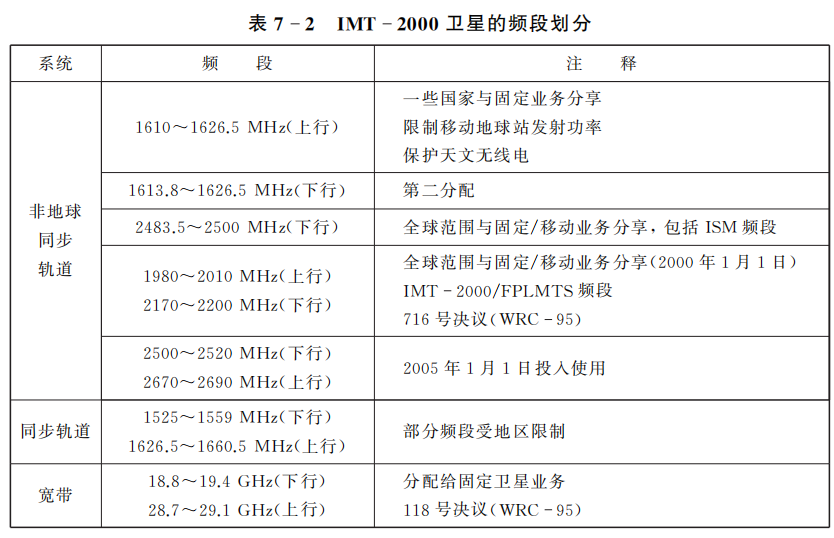 表 7-2 IMT-2000 卫星的频段划分
系统 频 段 注 释
非地球
同步
轨道
1610～1626.5 MHz(上行)
一些国家与固定业务分享
限制移动地球站发射功率
保护天文无线电
1613.8～1626.5 MHz(下行) 第二分配
2483.5～2500 MHz(下行) 全球范围与固定/移动业务分享，包括 ISM 频段
1980～2010 MHz(上行)
2170～2200 MHz(下行)
全球范围与固定/移动业务分享(2000 年 1 月 1 日)
IMT-2000/FPLMTS 频段
716 号决议(WRC-95)
2500～2520 MHz(下行)
2670～2690 MHz(上行)
2005 年 1 月 1 日投入使用
同步轨道
1525～1559 MHz(下行)
1626.5～1660.5 MHz(上行)
部分频段受地区限制
宽带
18.8～19.4 GHz(下行)
28.7～29.1 GHz(上行)
分配给固定卫星业务
118 号决议(WRC-95)